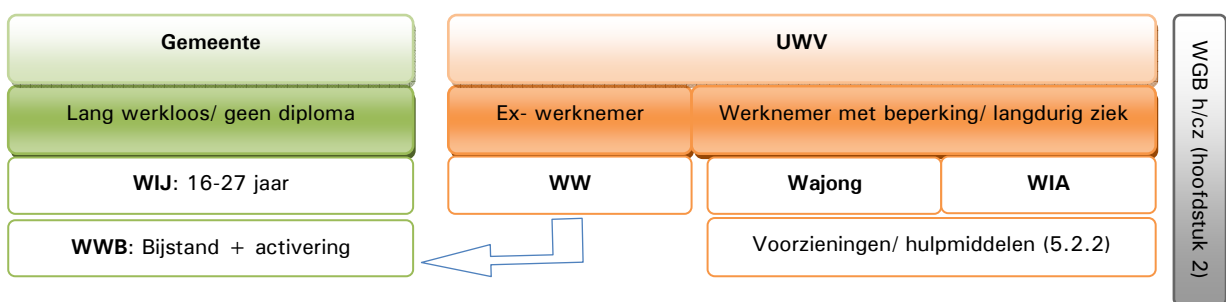 Gemeente
Lang werkloos/ geen diploma
WIJ: 16-27 jaar
WWB: Bijstand + activering
UWV
Ex- werknemer
Werknemer met beperking/ langdurig ziek
WW
Wajong
WIA
Voorzieningen/ hulpmiddelen (5.2.2)
WGB h/cz (hoofdstuk 2)